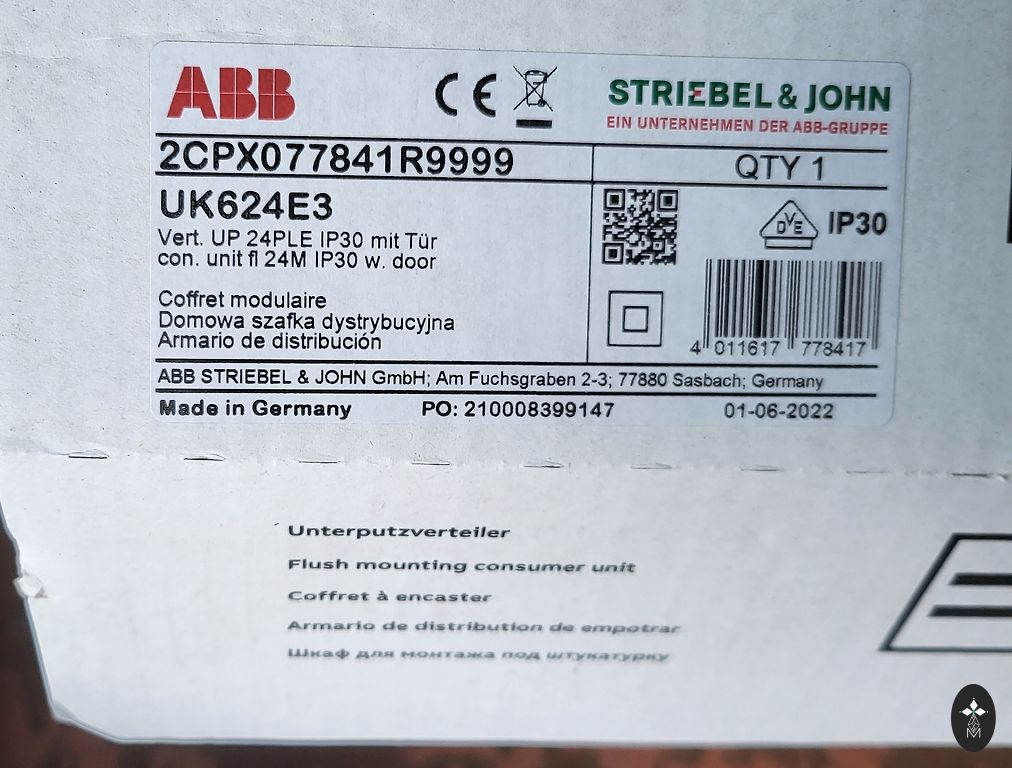 ABB
CE
STRIEBEL & JOHN
EIN UNTERNEHMEN DER ABB-GRUPPE
2CPX077841R9999
QTY 1
UK624E3
Vert. UP 24PLE IP30 mit Tür
con. unit fl 24M IP30 w. door
DVE
IP30
Coffret modulaire
Domowa szafka dystrybucyjna
Armario de distribución
4 011617 778417
ABB STRIEBEL & JOHN GmbH; Am Fuchsgraben 2-3; 77880 Sasbach; Germany
Made in Germany PO: 210008399147 01-06-2022
Unterputzverteiler
Flush mounting consumer unit
Coffret à encaster
Armario de distribution de empotrar
Шкаф для монтажа под штукатурку
M